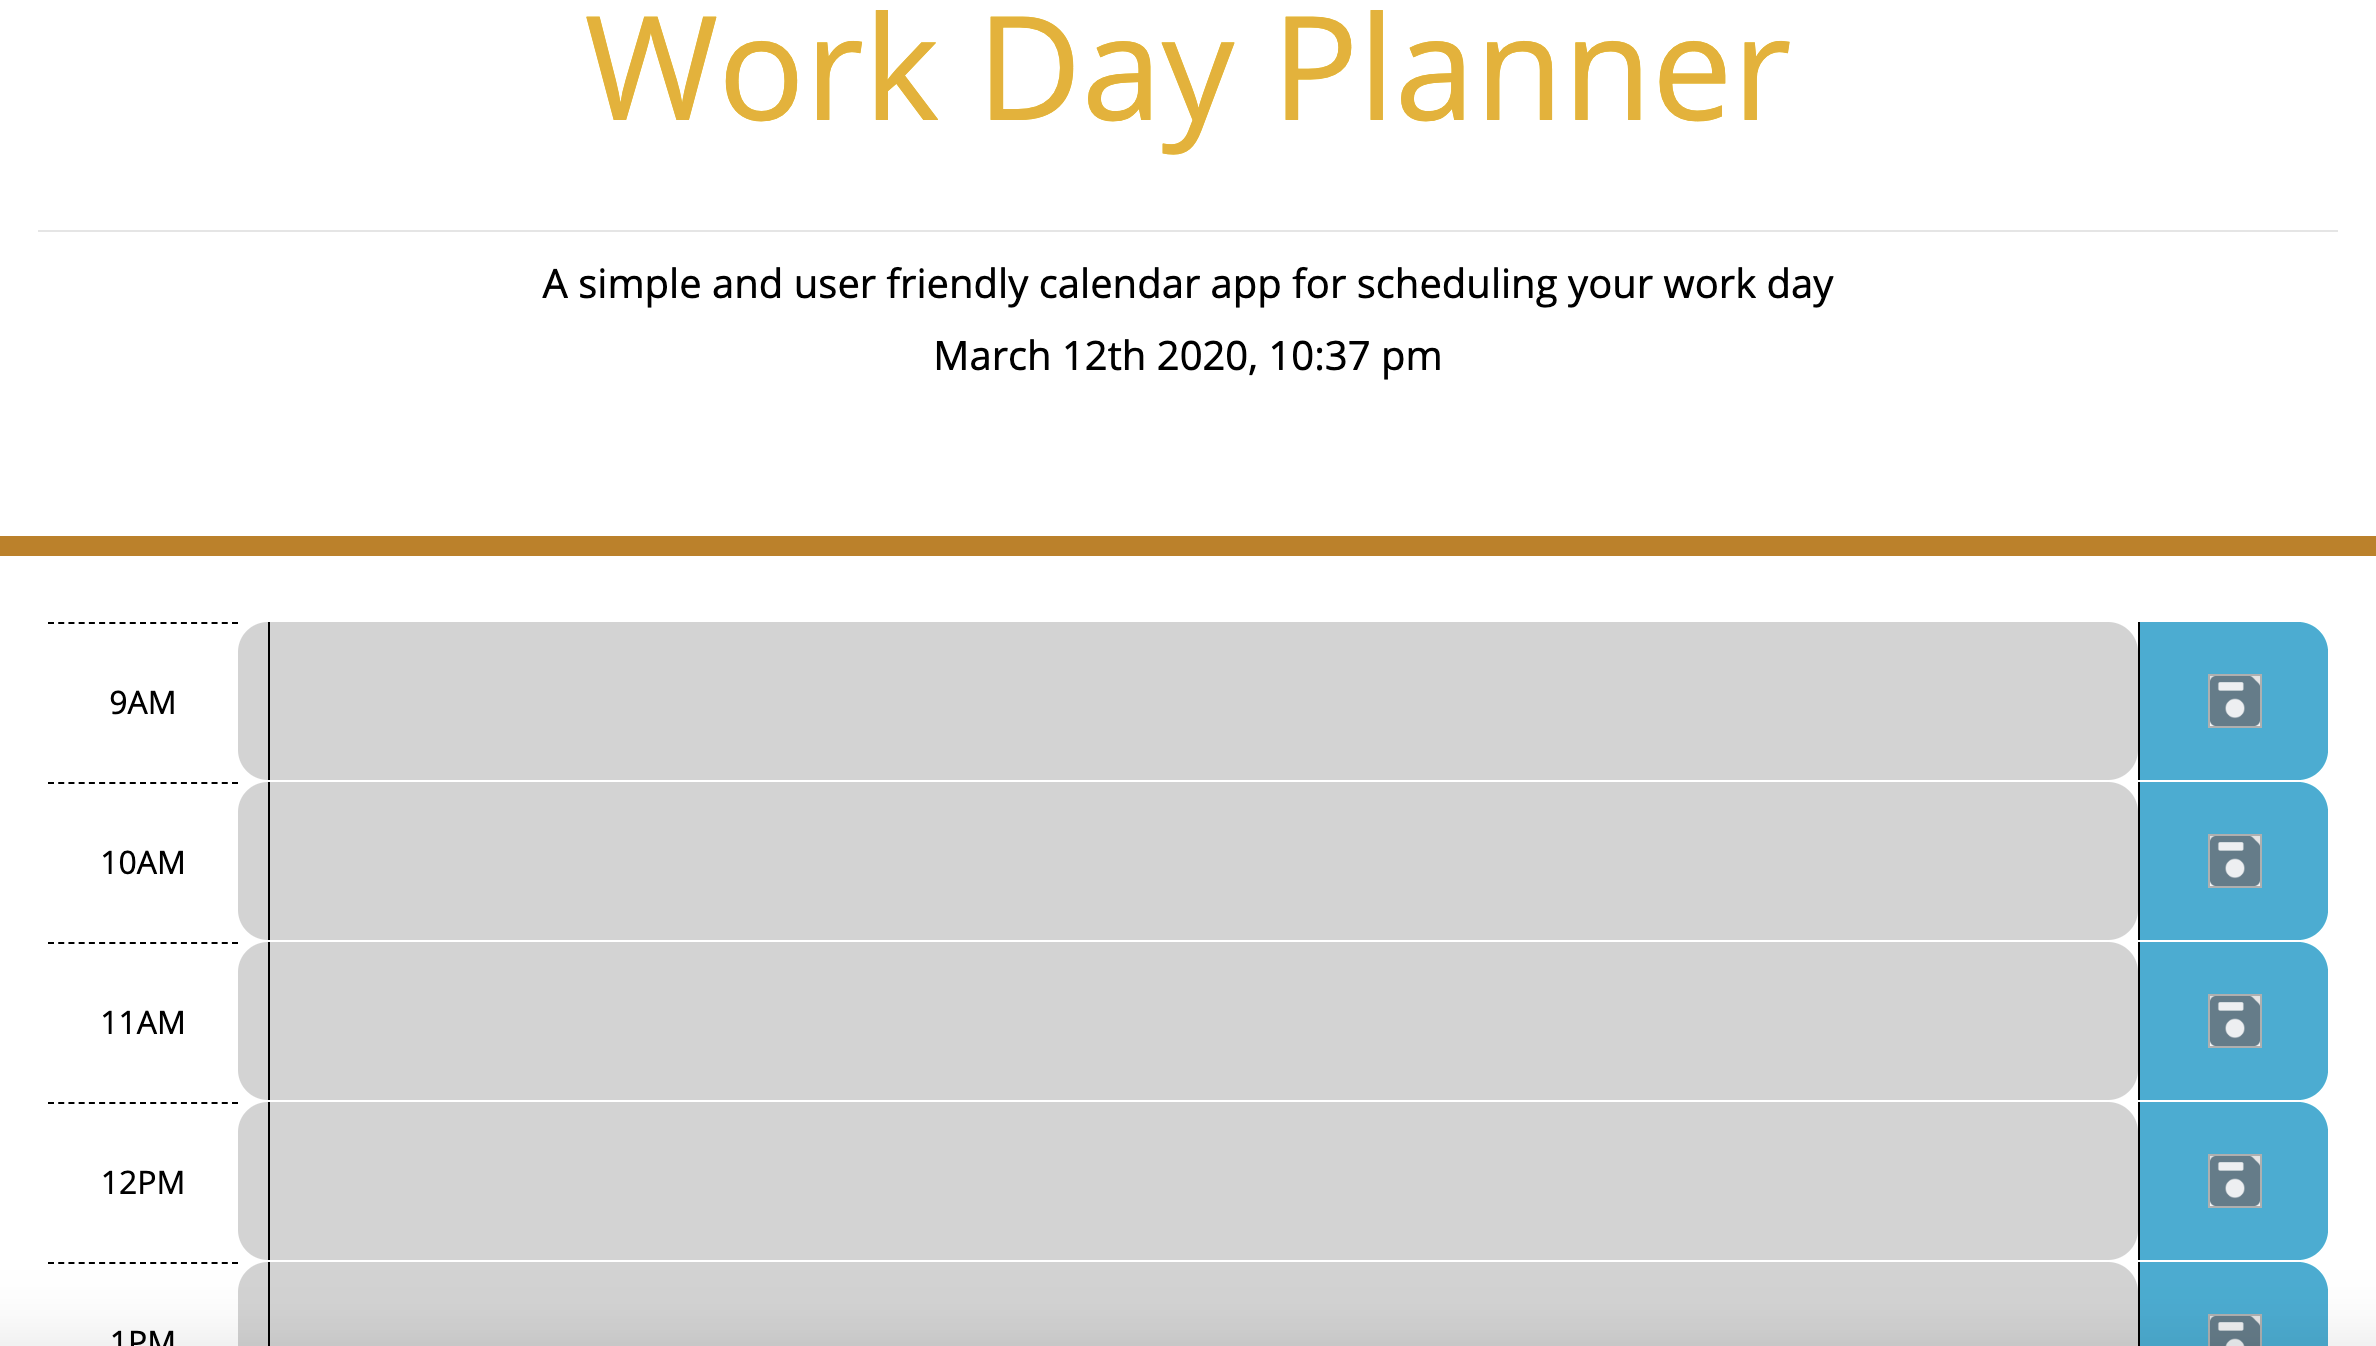 Work Day Planner
A simple and user friendly calendar app for scheduling your work day
March 12th 2020, 10:37 pm
9AM
10AM
11AM
12PM
1PM